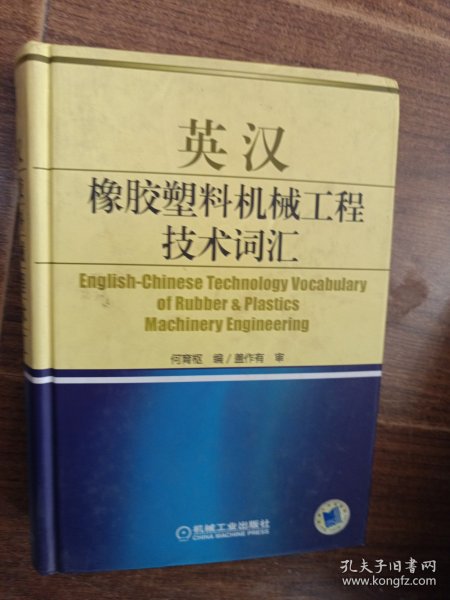 英汉
橡胶塑料机械工程
技术词汇
English-Chinese Technology Vocabulary
of Rubber & Plastics
Machinery Engineering
何育枢 编/盖作有 审
机械工业出版社
CHINA MACHINE PRESS
孔夫子旧书网
www.kongfz.com